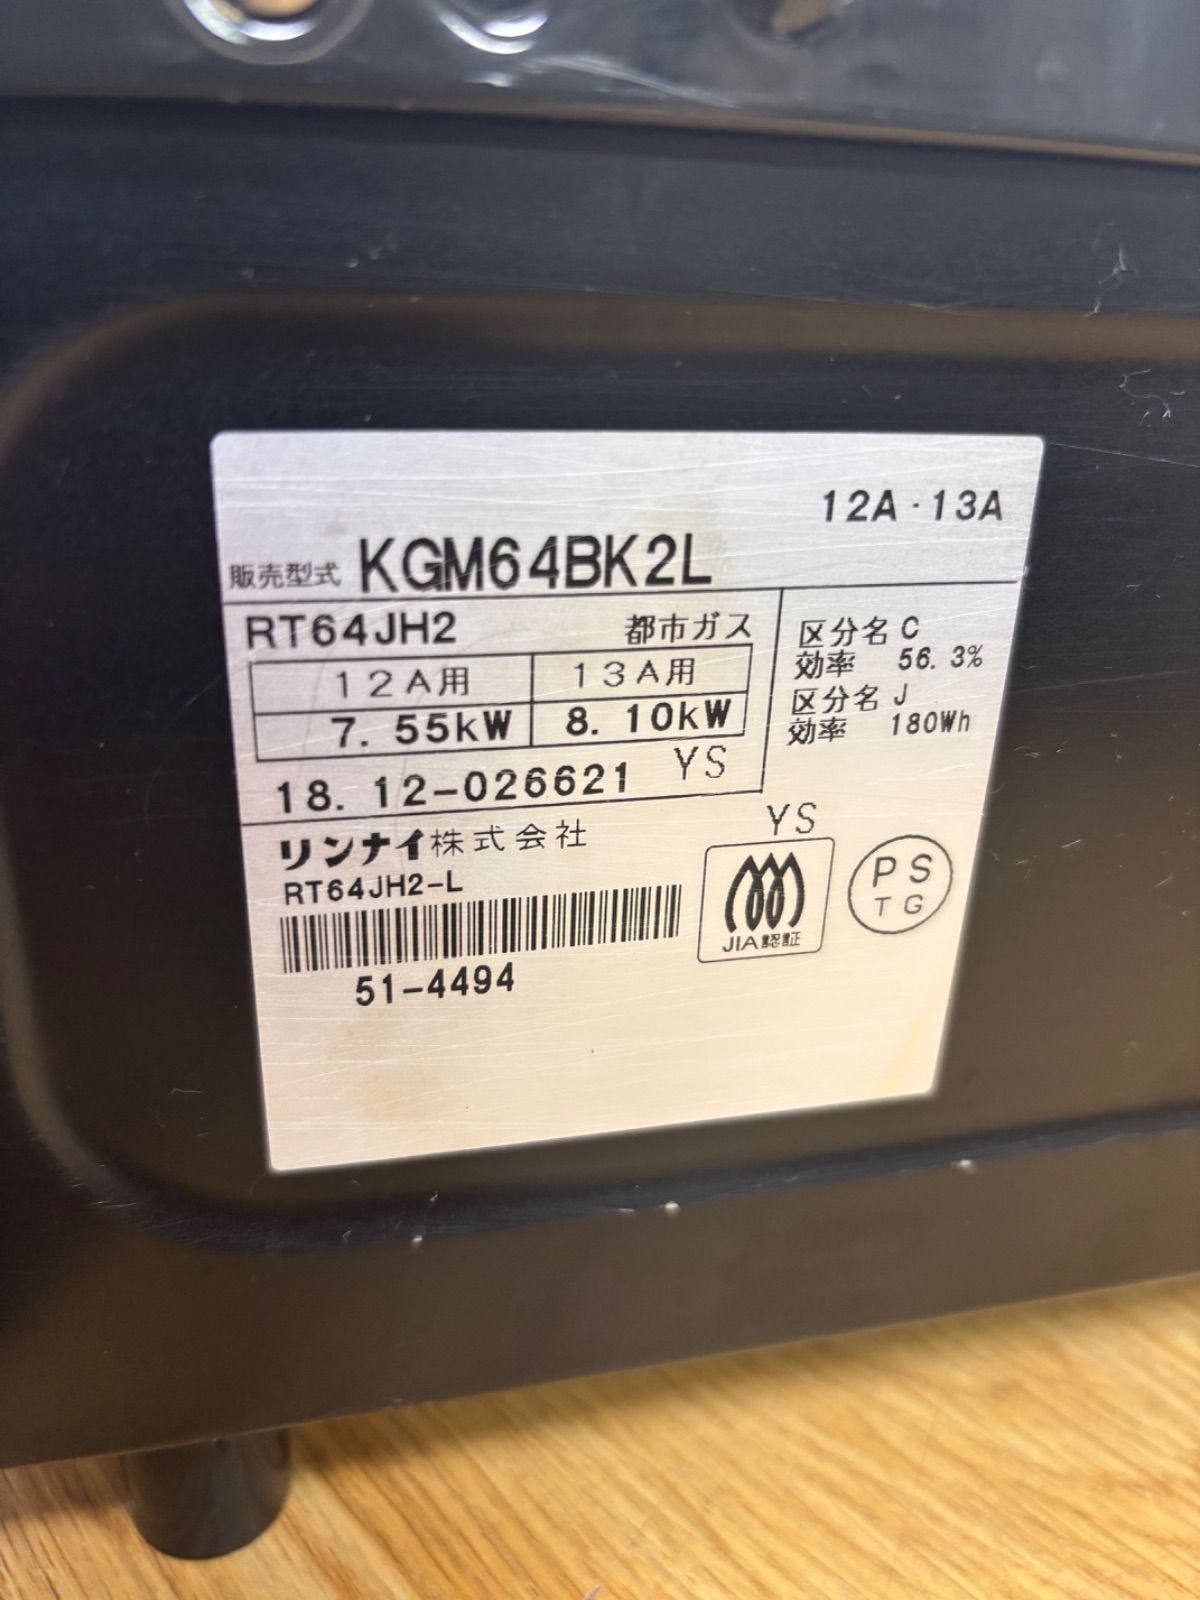 12A・13A
販売型式 KGM64BK2L
RT64JH2 都市ガス
12A用 13A用
7.55kW 8.10kW
18.12-026621 YS
区分名 C
効率 56.3%
区分名 J
効率 180Wh
リンナイ株式会社
RT64JH2-L
51-4494
YS
JIA認証
PS
TG